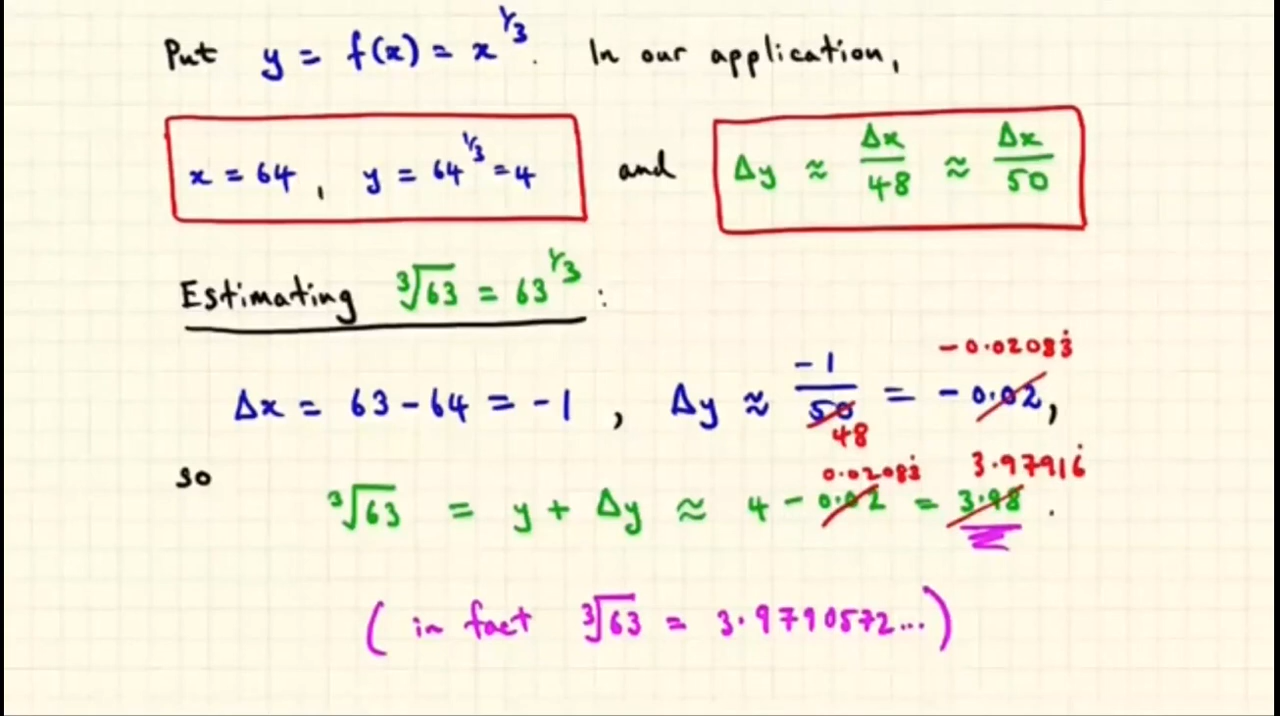 Put y = f(x) = x^1/3. In our application,
x = 64, y = 64^1/3 = 4 and Δy ≈ Δx/48 ≈ Δx/50
Estimating ∛63 = 63^1/3 :
-0.02083̇
Δx = 63 - 64 = -1, Δy ≈ -1/50 = -0.02,
48
0.02083̇ 3.97916̇
so
∛63 = y + Δy ≈ 4 - 0.02 = 3.98.
(in fact ∛63 = 3.9790572...)